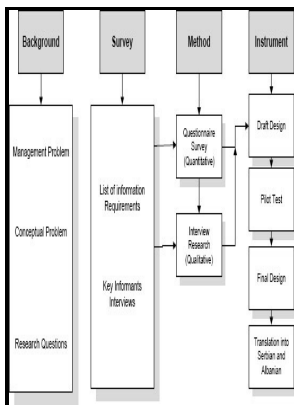 Background
Survey
Method
Instrument
Management Problem
Conceptual Problem
Research Questions
List of information
Requirements
Key Informants
Interviews
Questionnaire
Survey
(Quantitative)
Interview
Research
(Qualitative)
Draft Design
Pilot Test
Final Design
Translation into
Serbian and
Albanian